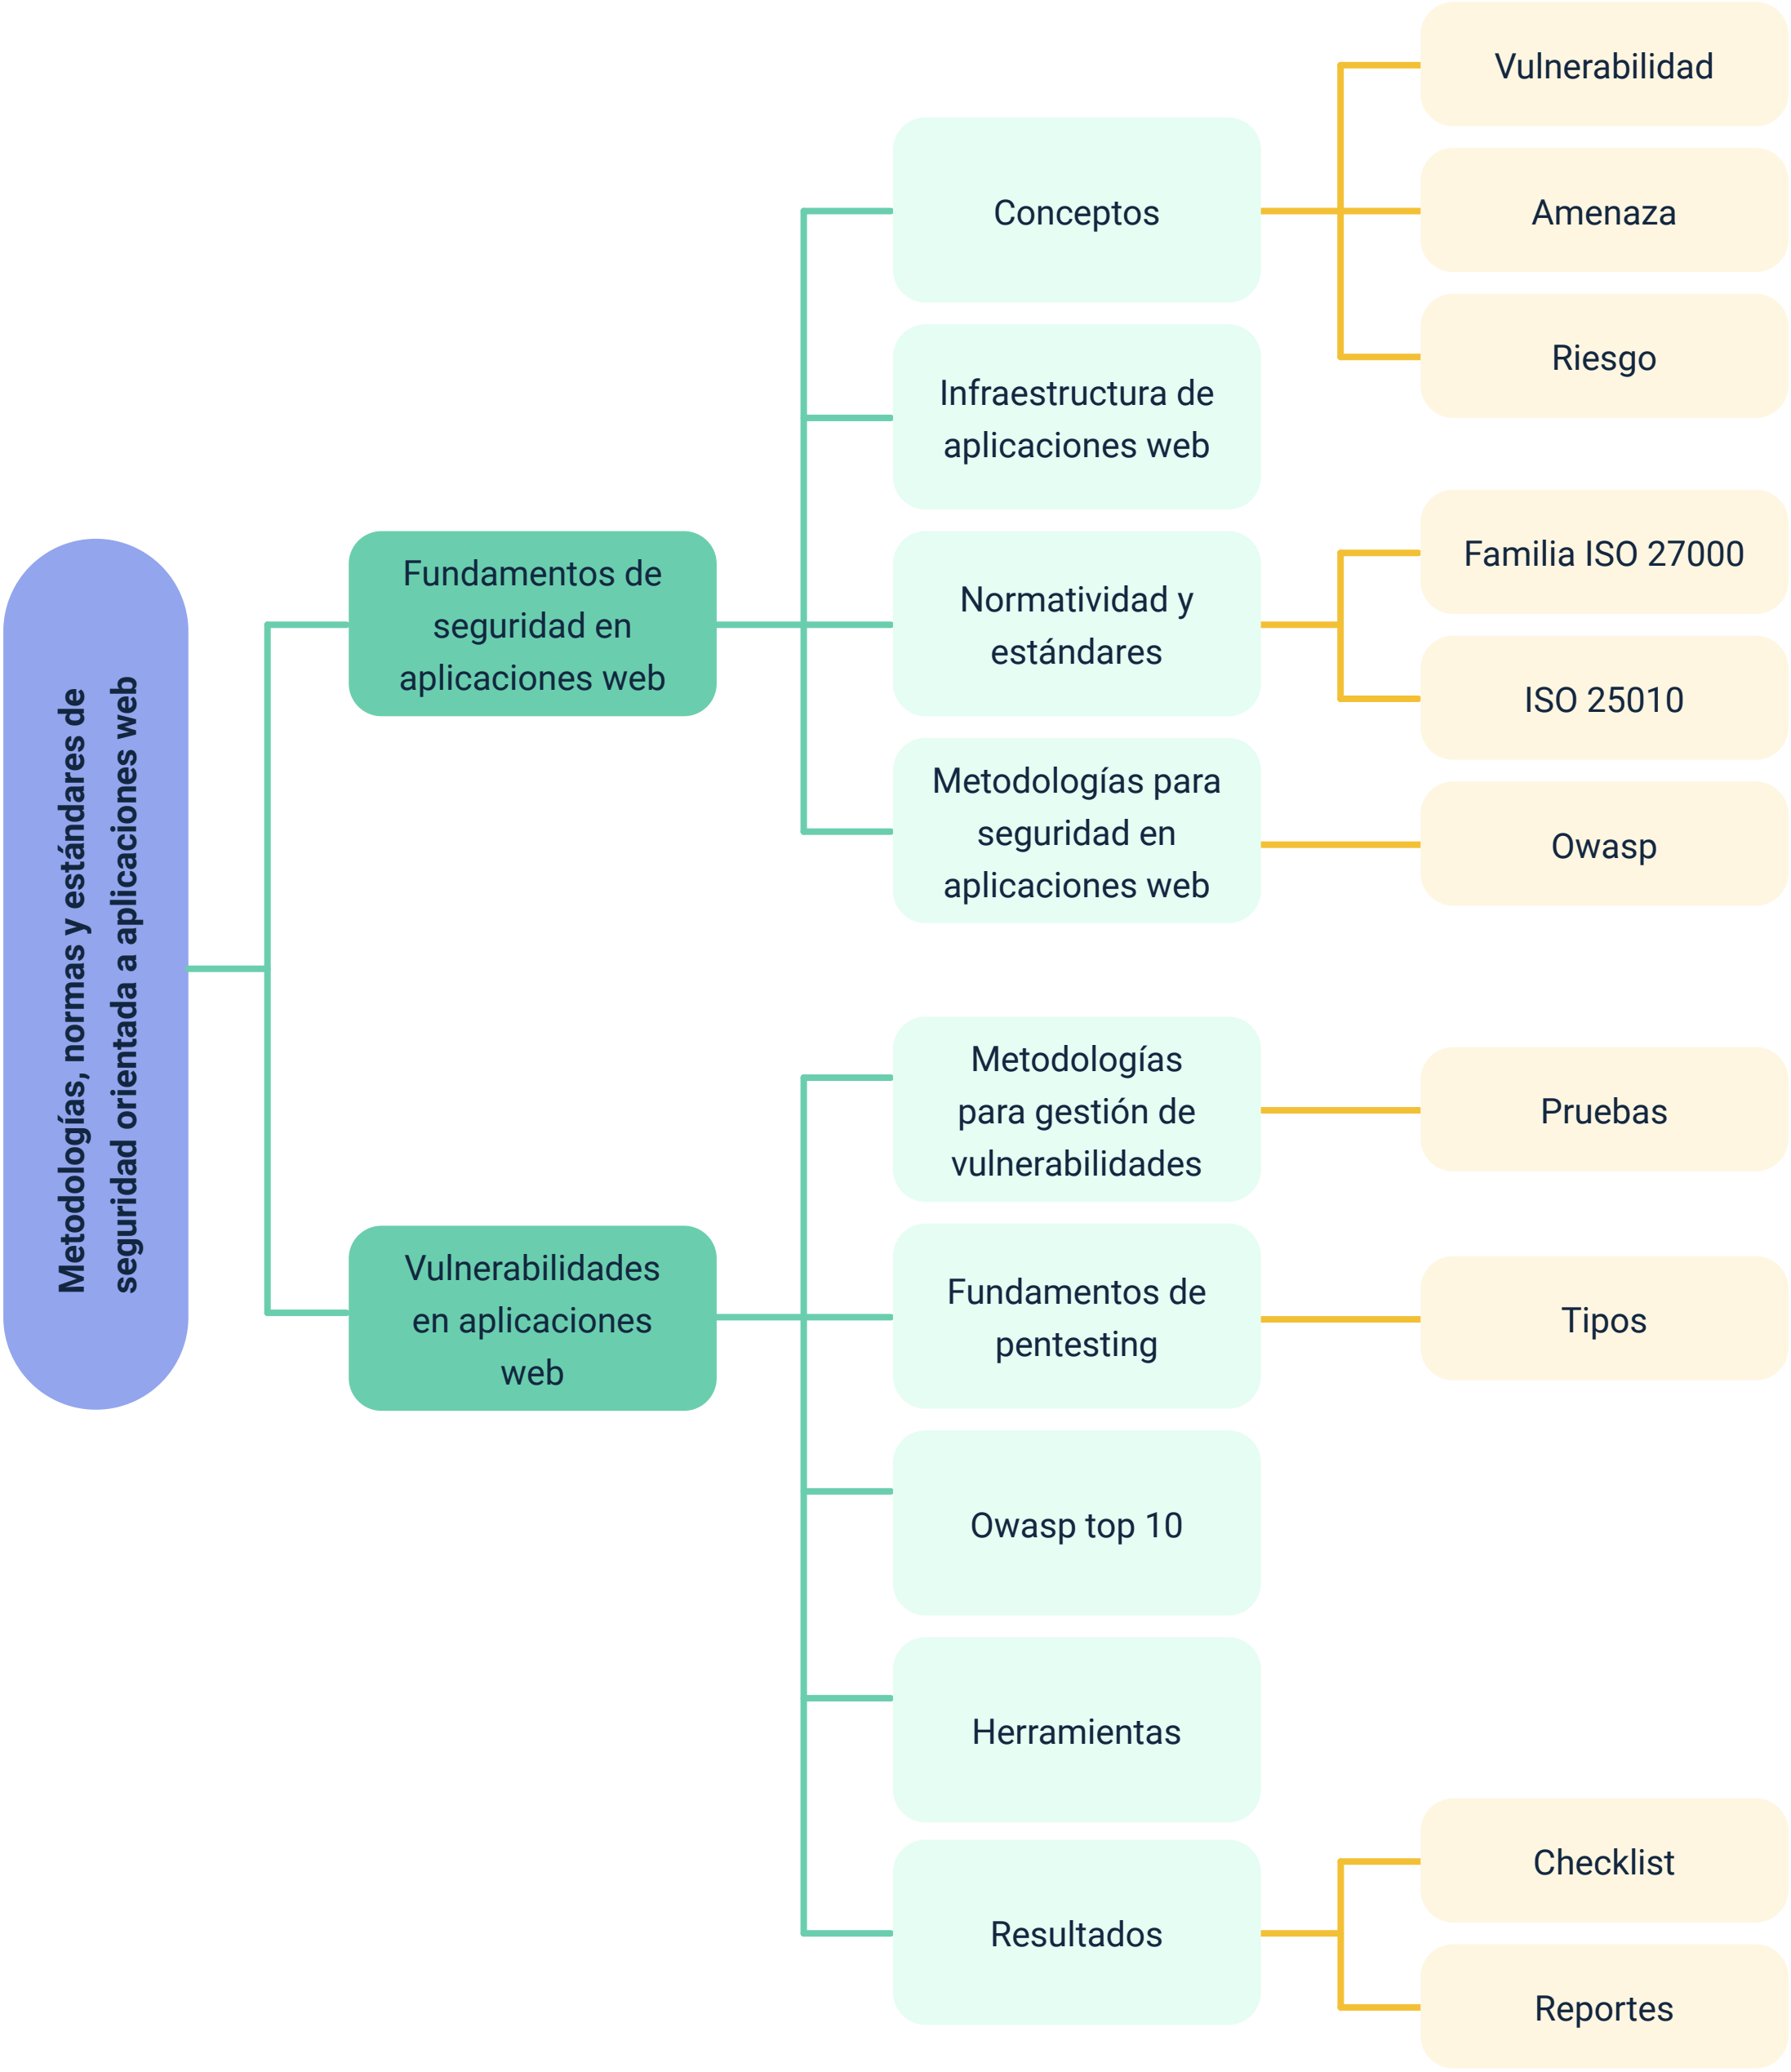 Metodologías, normas y estándares de
seguridad orientada a aplicaciones web
Fundamentos de
seguridad en
aplicaciones web
Conceptos
Vulnerabilidad
Amenaza
Riesgo
Infraestructura de
aplicaciones web
Normatividad y
estándares
Familia ISO 27000
ISO 25010
Metodologías para
seguridad en
aplicaciones web
Owasp
Vulnerabilidades
en aplicaciones
web
Metodologías
para gestión de
vulnerabilidades
Pruebas
Fundamentos de
pentesting
Tipos
Owasp top 10
Herramientas
Resultados
Checklist
Reportes